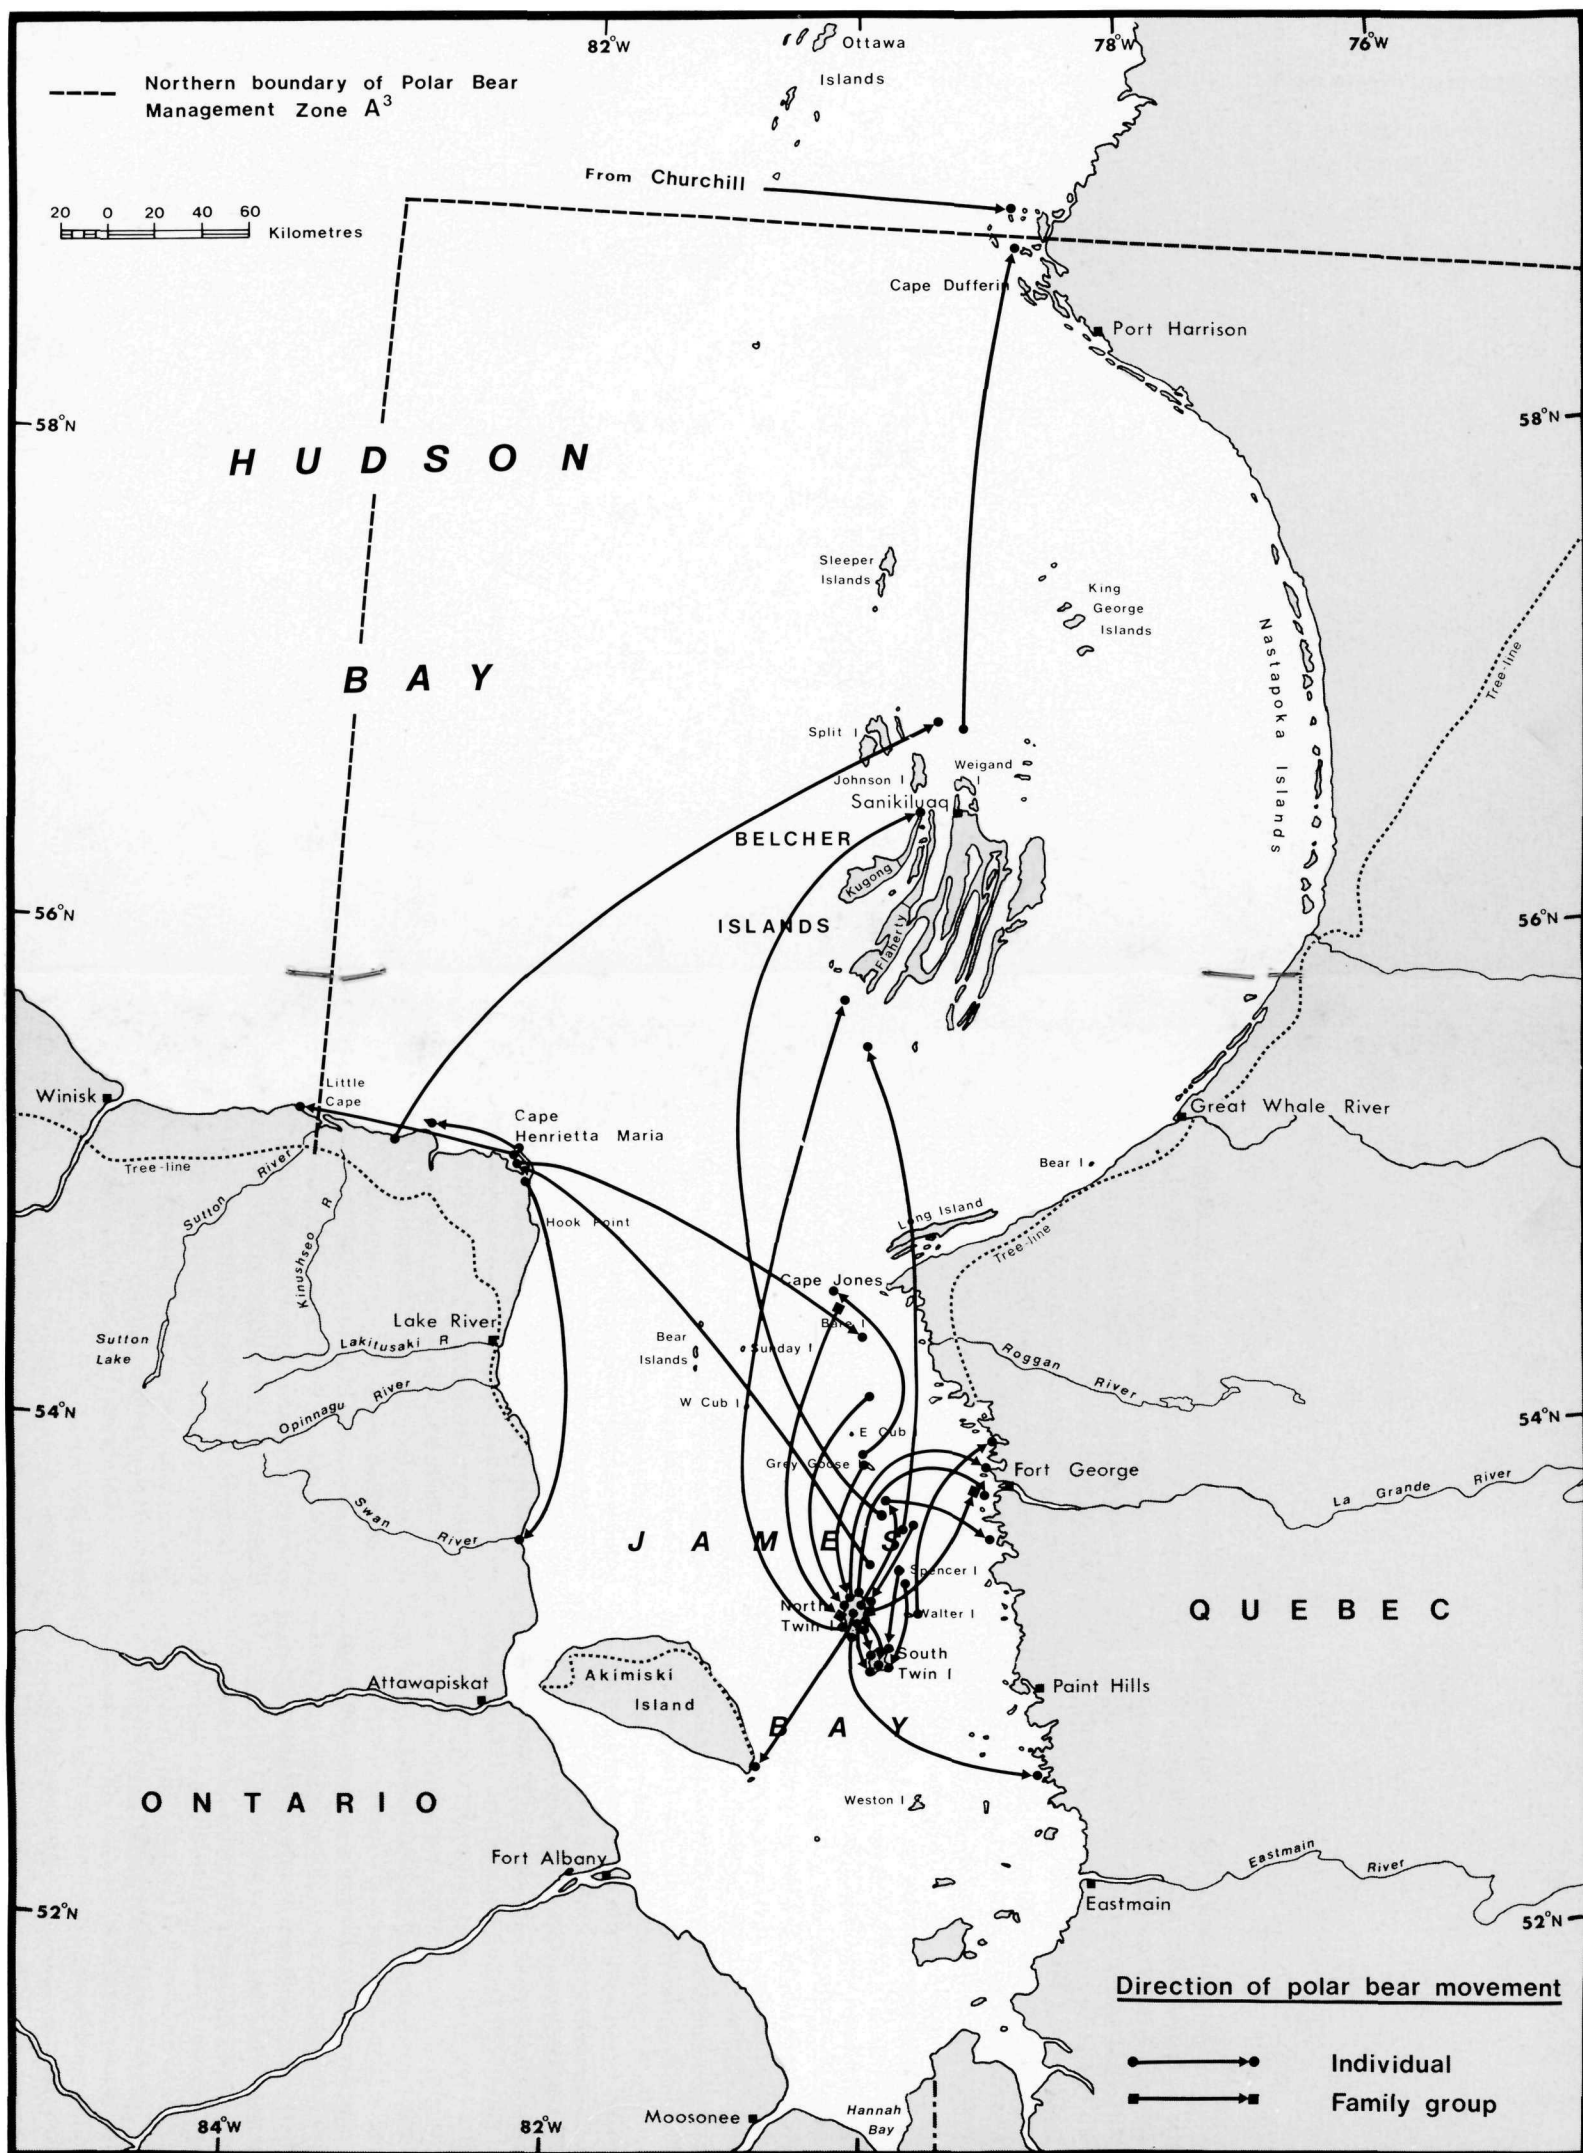 82°W
78°W
76°W
Ottawa
Islands
Northern boundary of Polar Bear
Management Zone A³
From Churchill
20 0 20 40 60
Kilometres
Cape Dufferin
Port Harrison
58°N
58°N
HUDSON
BAY
Sleeper
Islands
King
George
Islands
Nastapoka Islands
Tree-line
Split I
Johnson I
Weigand
I
Sanikiluaq
BELCHER
ISLANDS
Kugong
Flaherty
56°N
56°N
Winisk
Little
Cape
Cape
Henrietta Maria
Great Whale River
Tree-line
Sutton River
Kinushseo R
Hook Point
Bear I
Long Island
Tree-line
Cape Jones
Bare I
Lake River
Lakitusaki R
Sutton
Lake
Bear
Islands
Sunday I
Roggan River
Opinnagu River
W Cub I
54°N
54°N
E Cub
Grey Goose I
Fort George
La Grande River
Swan River
JAMES
BAY
Spencer I
North
Twin I
Walter I
South
Twin I
QUEBEC
Akimiski
Island
Attawapiskat
Paint Hills
ONTARIO
Weston I
Fort Albany
Eastmain River
Eastmain
52°N
52°N
Direction of polar bear movement
Individual
Family group
84°W
82°W
Moosonee
Hannah
Bay